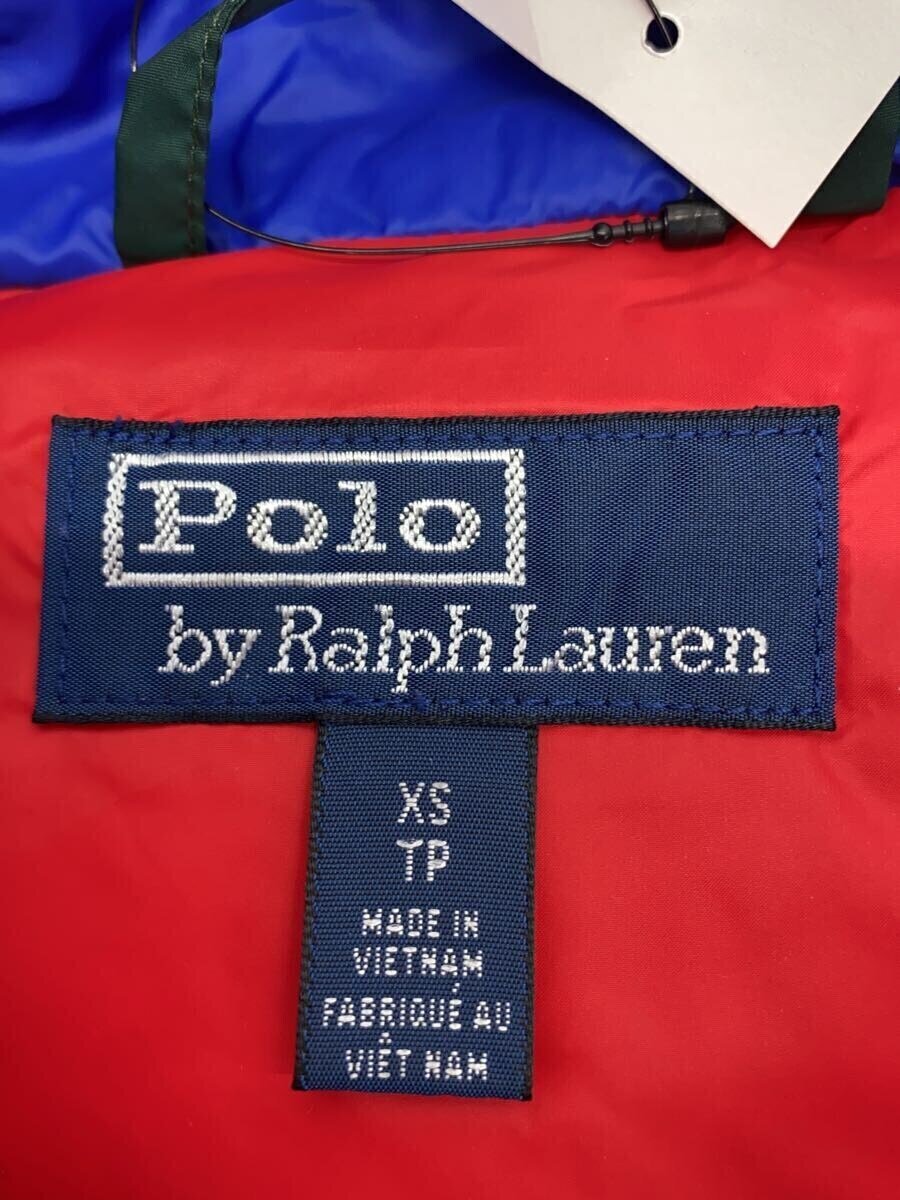 Polo
by Ralph Lauren
XS
TP
MADE IN
VIETNAM
FABRIQUÉ AU
VIÊT NAM